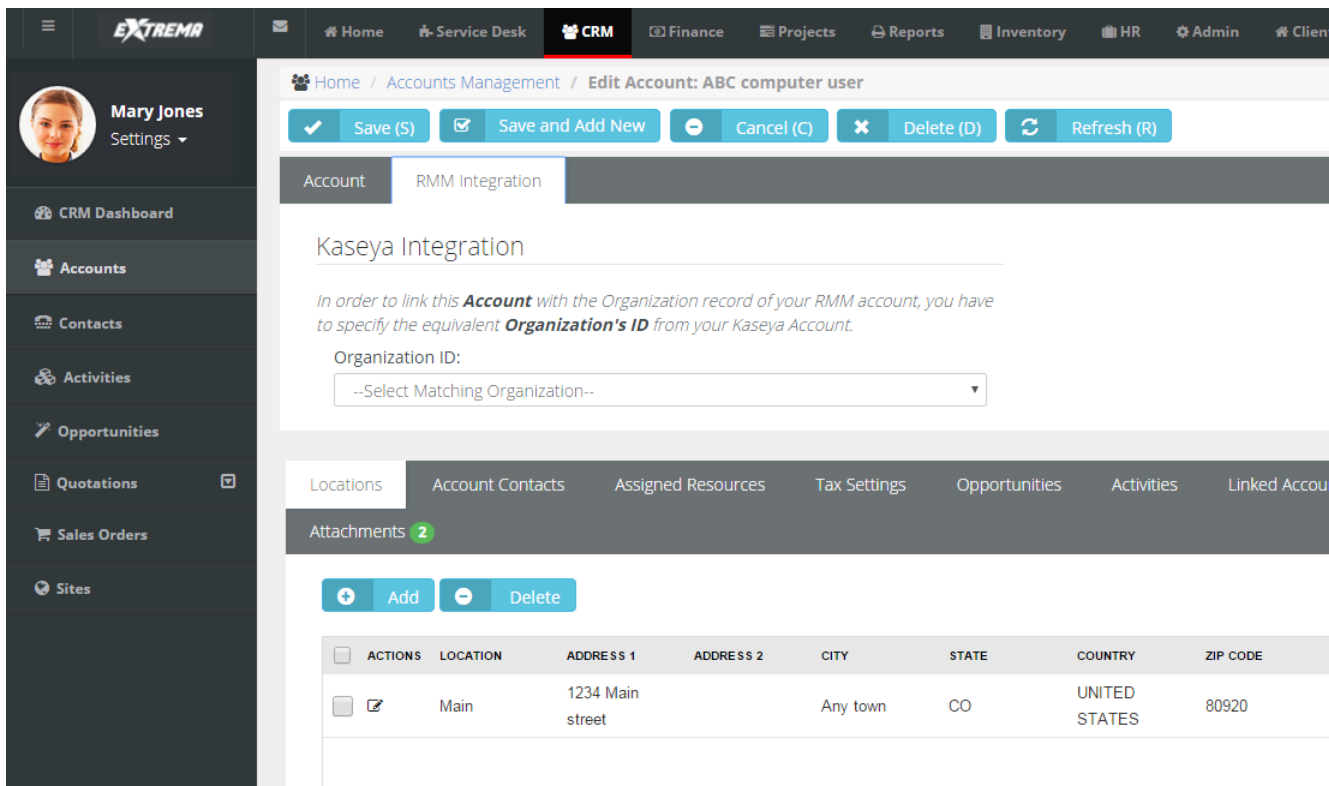 EXTREMA
Home Service Desk CRM Finance Projects Reports Inventory HR Admin Clien
Mary Jones
Settings
Home / Accounts Management / Edit Account: ABC computer user
Save (S) Save and Add New Cancel (C) Delete (D) Refresh (R)
Account RMM Integration
CRM Dashboard
Accounts
Contacts
Activities
Opportunities
Quotations
Sales Orders
Sites
Kaseya Integration
In order to link this Account with the Organization record of your RMM account, you have
to specify the equivalent Organization's ID from your Kaseya Account.
Organization ID:
--Select Matching Organization--
Locations Account Contacts Assigned Resources Tax Settings Opportunities Activities Linked Accou
Attachments 2
Add Delete
ACTIONS LOCATION ADDRESS 1 ADDRESS 2 CITY STATE COUNTRY ZIP CODE
Main 1234 Main street Any town CO UNITED STATES 80920